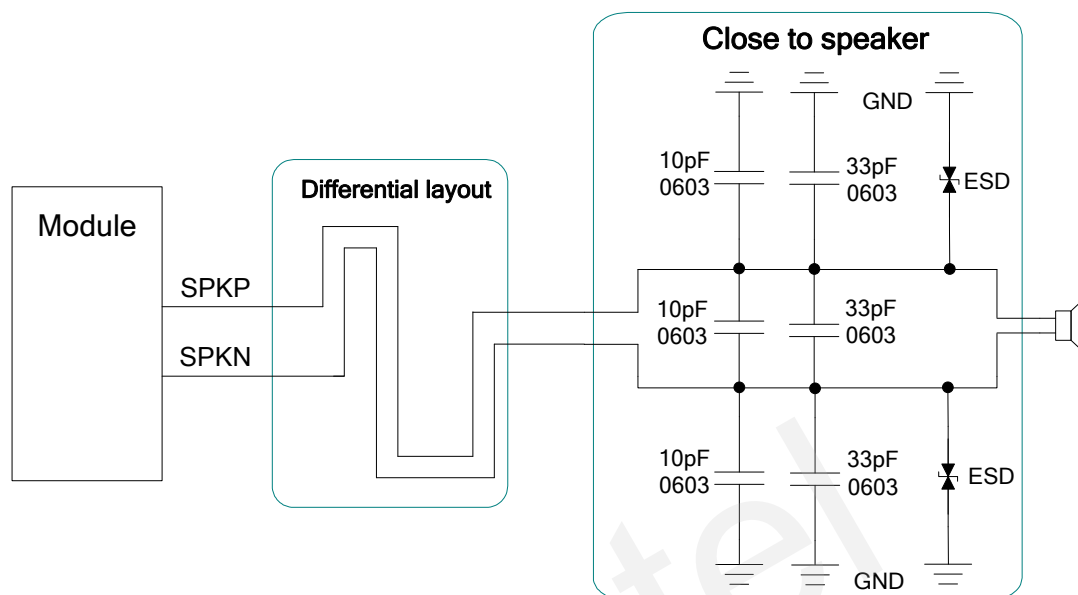 Close to speaker
GND
10pF
0603
33pF
0603
ESD
Differential layout
Module
SPKP
SPKN
10pF
0603
33pF
0603
10pF
0603
33pF
0603
ESD
GND